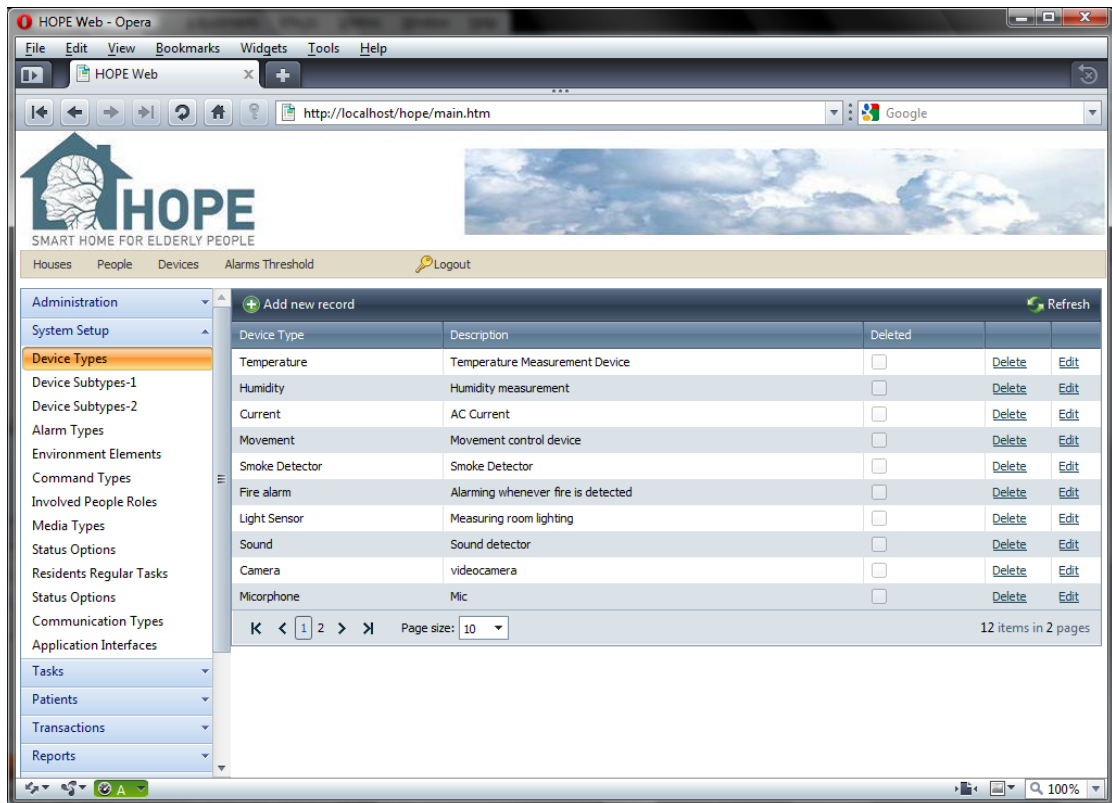 HOPE Web - Opera
File Edit View Bookmarks Widgets Tools Help
HOPE Web
http://localhost/hope/main.htm
Google
HOPE
SMART HOME FOR ELDERLY PEOPLE
Houses People Devices Alarms Threshold Logout
Administration
System Setup
Device Types
Device Subtypes-1
Device Subtypes-2
Alarm Types
Environment Elements
Command Types
Involved People Roles
Media Types
Status Options
Residents Regular Tasks
Status Options
Communication Types
Application Interfaces
Tasks
Patients
Transactions
Reports
Add new record Refresh
Device Type Description Deleted
Temperature Temperature Measurement Device Delete Edit
Humidity Humidity measurement Delete Edit
Current AC Current Delete Edit
Movement Movement control device Delete Edit
Smoke Detector Smoke Detector Delete Edit
Fire alarm Alarming whenever fire is detected Delete Edit
Light Sensor Measuring room lighting Delete Edit
Sound Sound detector Delete Edit
Camera videocamera Delete Edit
Micorphone Mic Delete Edit
1 2 Page size: 10 12 items in 2 pages
A 100%